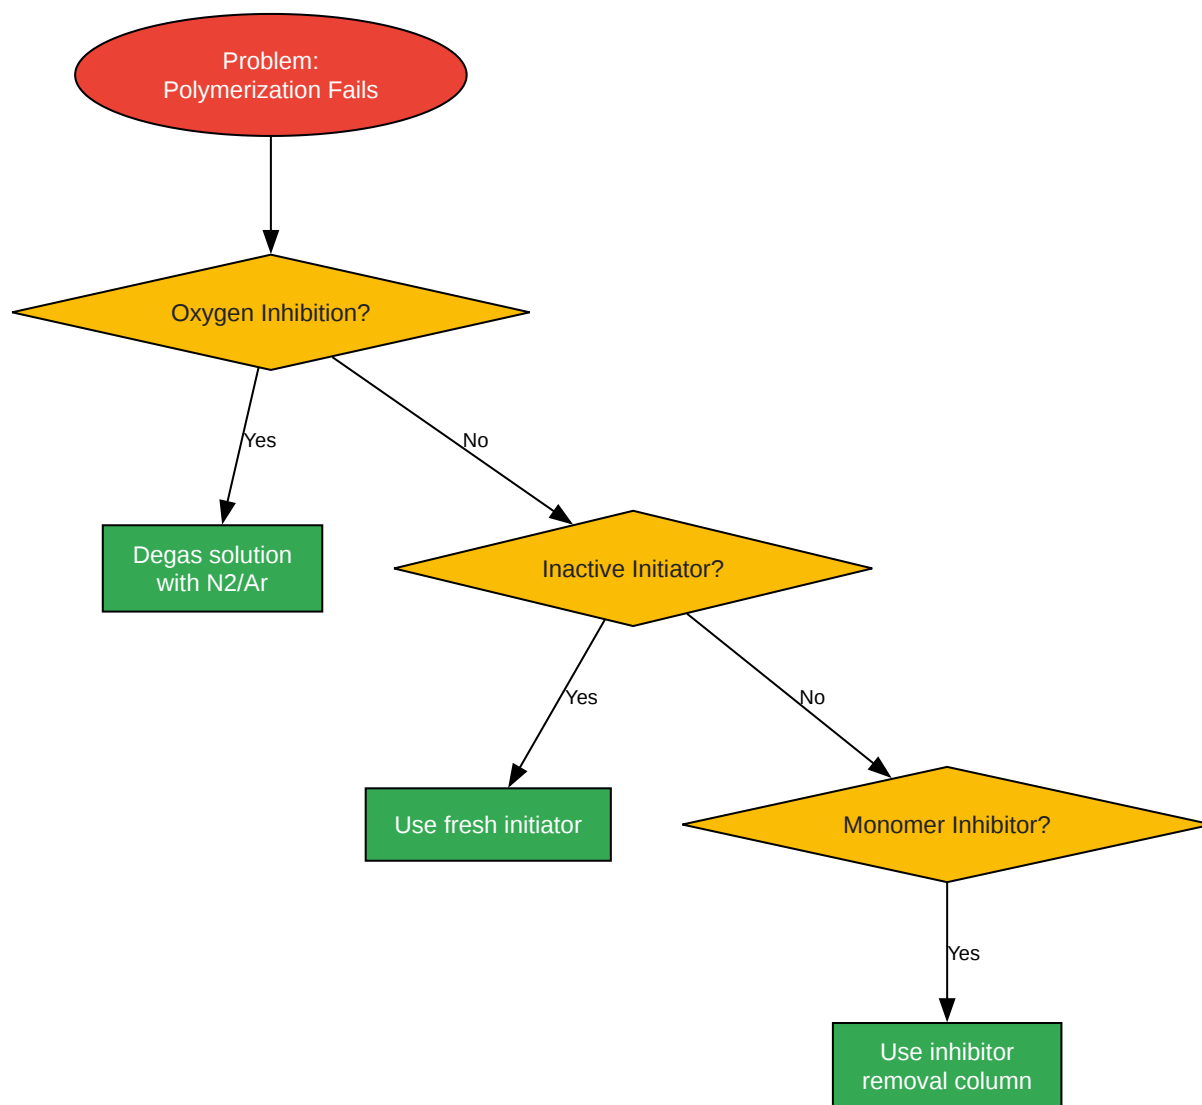 Problem:
Polymerization Fails
Oxygen Inhibition?
Yes
No
Degas solution
with N2/Ar
Inactive Initiator?
Yes
No
Use fresh initiator
Monomer Inhibitor?
Yes
Use inhibitor
removal column